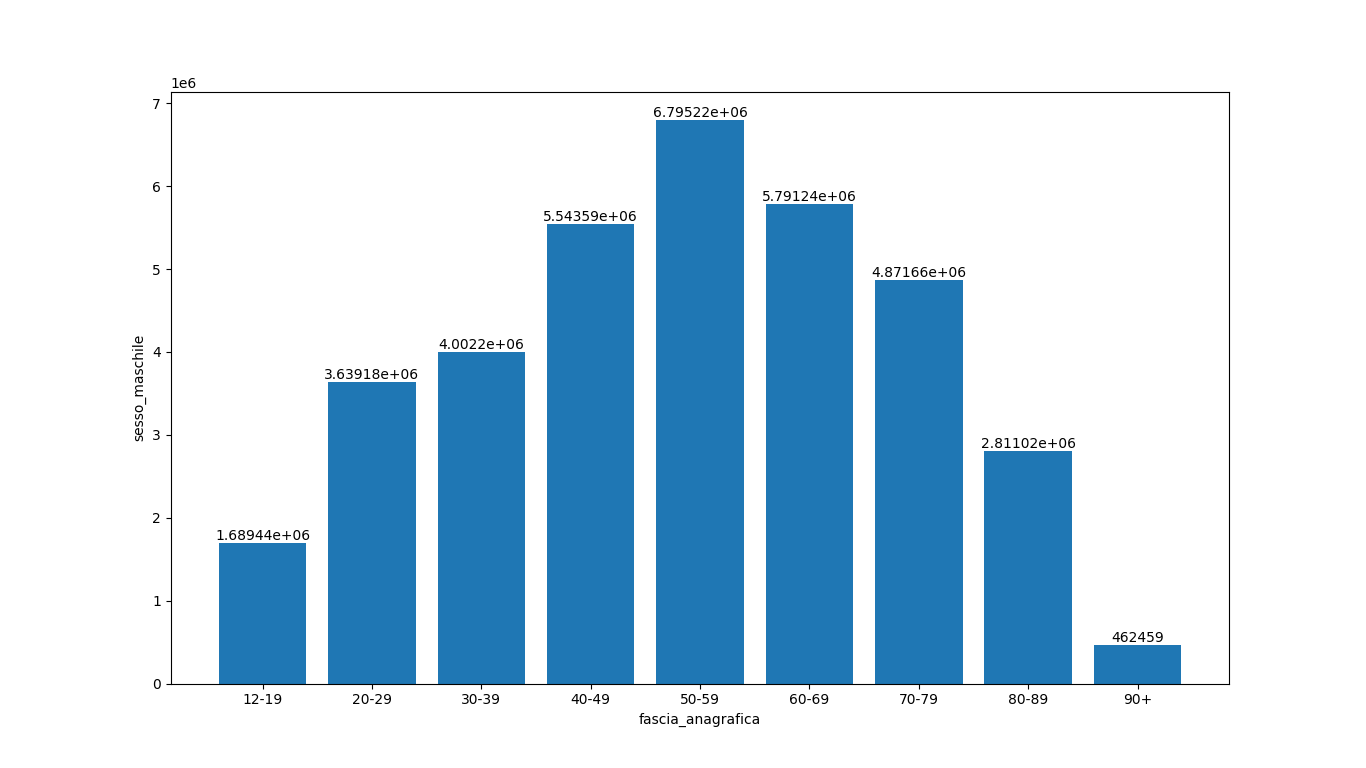 1e6
7
6
5
4
3
2
1
0
sesso_maschile
1.68944e+06
3.63918e+06
4.0022e+06
5.54359e+06
6.79522e+06
5.79124e+06
4.87166e+06
2.81102e+06
462459
12-19 20-29 30-39 40-49 50-59 60-69 70-79 80-89 90+
fascia_anagrafica